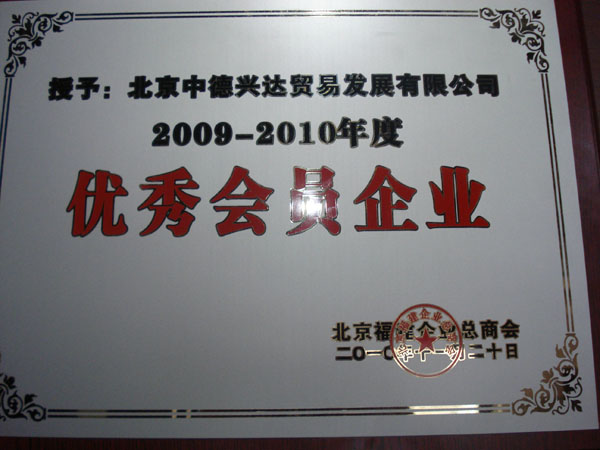 授予：北京中德兴达贸易发展有限公司
2009-2010年度
优秀会员企业
北京福建企业总商会
二〇一〇年十一月二十日